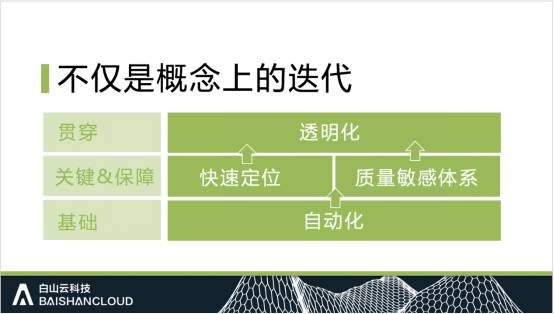 不仅是概念上的迭代
贯穿 透明化
关键&保障 快速定位 质量敏感体系
基础 自动化
白山云科技
BAISHANCLOUD